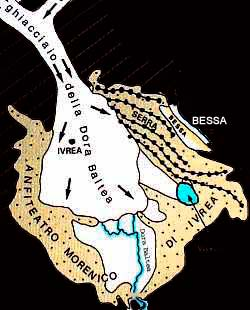 ghiacciaio della Dora Baltea
IVREA
SERRA
BESSA
BESSA
ANFITEATRO MORENICO
DI IVREA
Dora Baltea